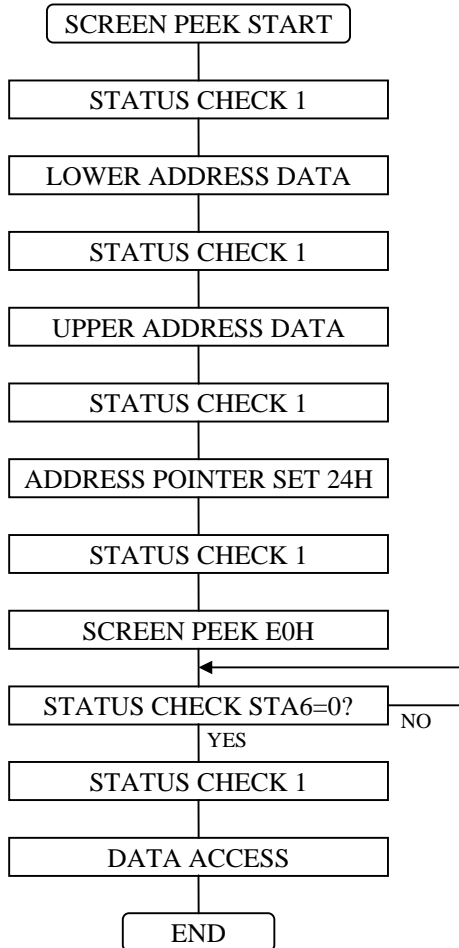 SCREEN PEEK START
STATUS CHECK 1
LOWER ADDRESS DATA
STATUS CHECK 1
UPPER ADDRESS DATA
STATUS CHECK 1
ADDRESS POINTER SET 24H
STATUS CHECK 1
SCREEN PEEK E0H
STATUS CHECK STA6=0?
NO
YES
STATUS CHECK 1
DATA ACCESS
END